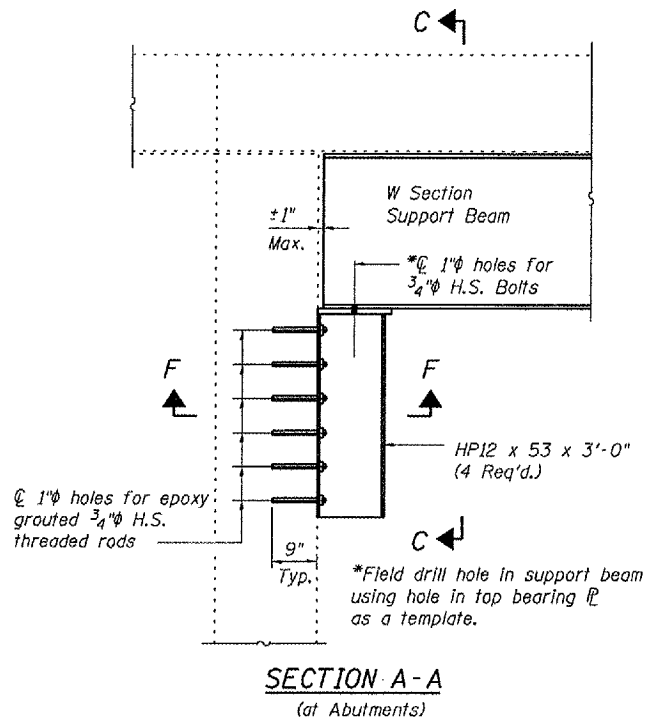 C
W Section
Support Beam
±1"
Max.
*℄ 1"φ holes for
3/4"φ H.S. Bolts
F
F
HP12 x 53 x 3'-0"
(4 Req'd.)
℄ 1"φ holes for epoxy
grouted 3/4"φ H.S.
threaded rods
9"
Typ.
C
*Field drill hole in support beam
using hole in top bearing ℙL
as a template.
SECTION A-A
(at Abutments)